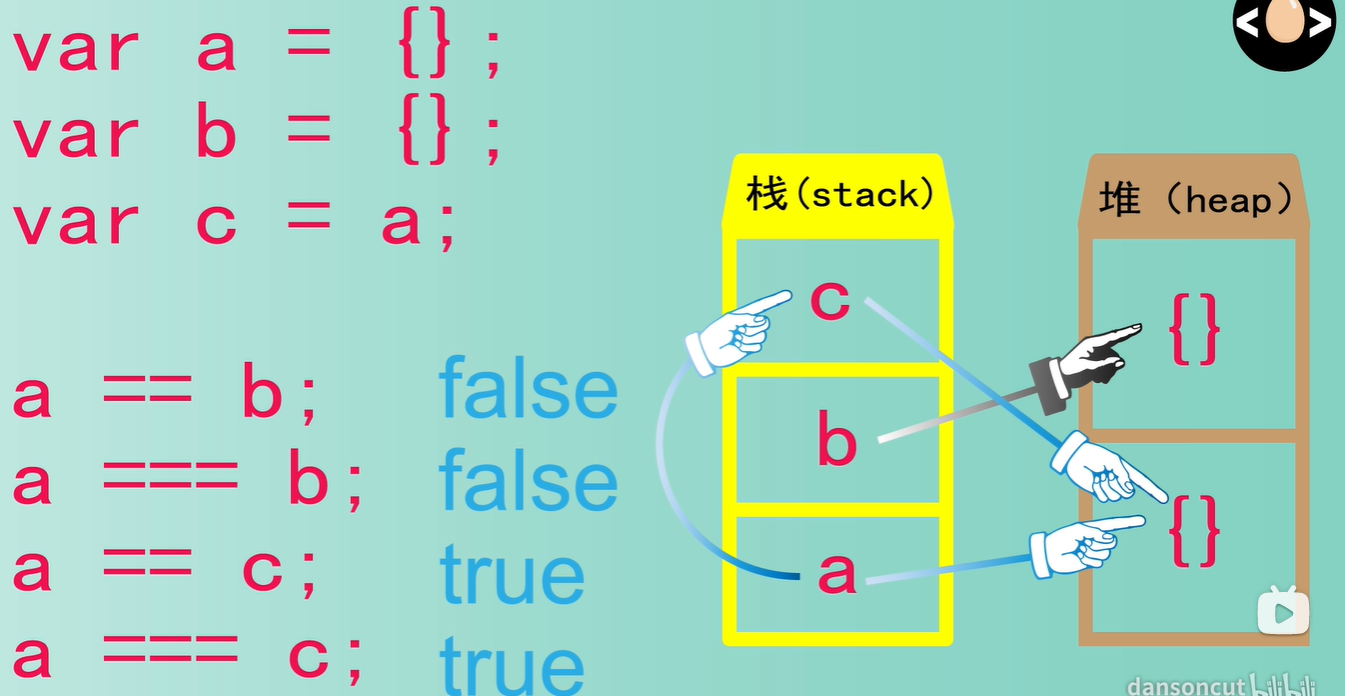 var a = {};
var b = {};
var c = a;
a == b; false
a === b; false
a == c; true
a === c; true
< >
栈(stack)
c
b
a
堆（heap）
{}
{}
dansoncut bilibili